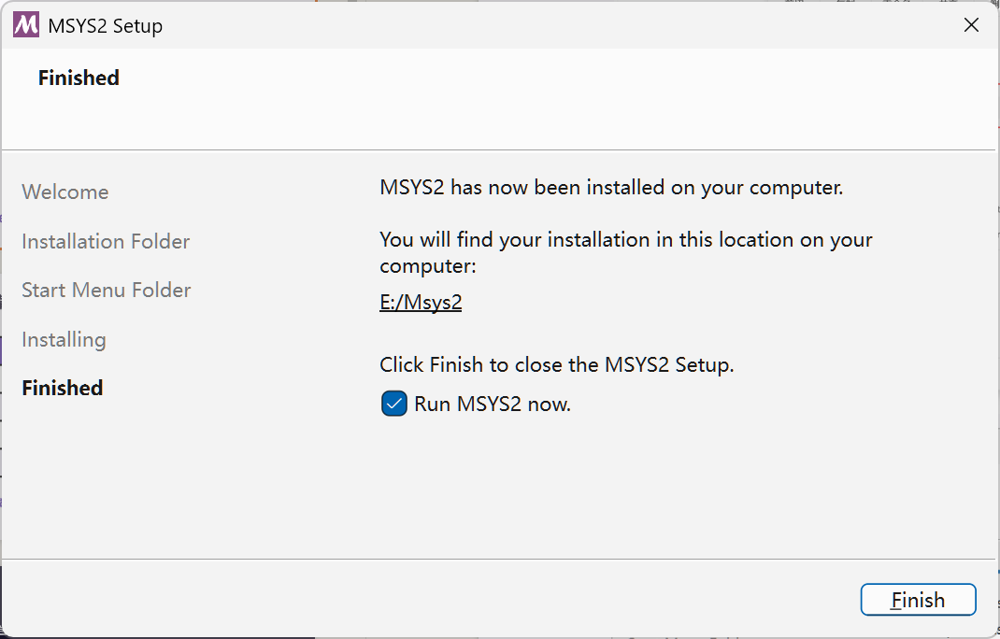 MSYS2 Setup
Finished
Welcome
Installation Folder
Start Menu Folder
Installing
Finished
MSYS2 has now been installed on your computer.
You will find your installation in this location on your
computer:
E:/Msys2
Click Finish to close the MSYS2 Setup.
Run MSYS2 now.
Finish